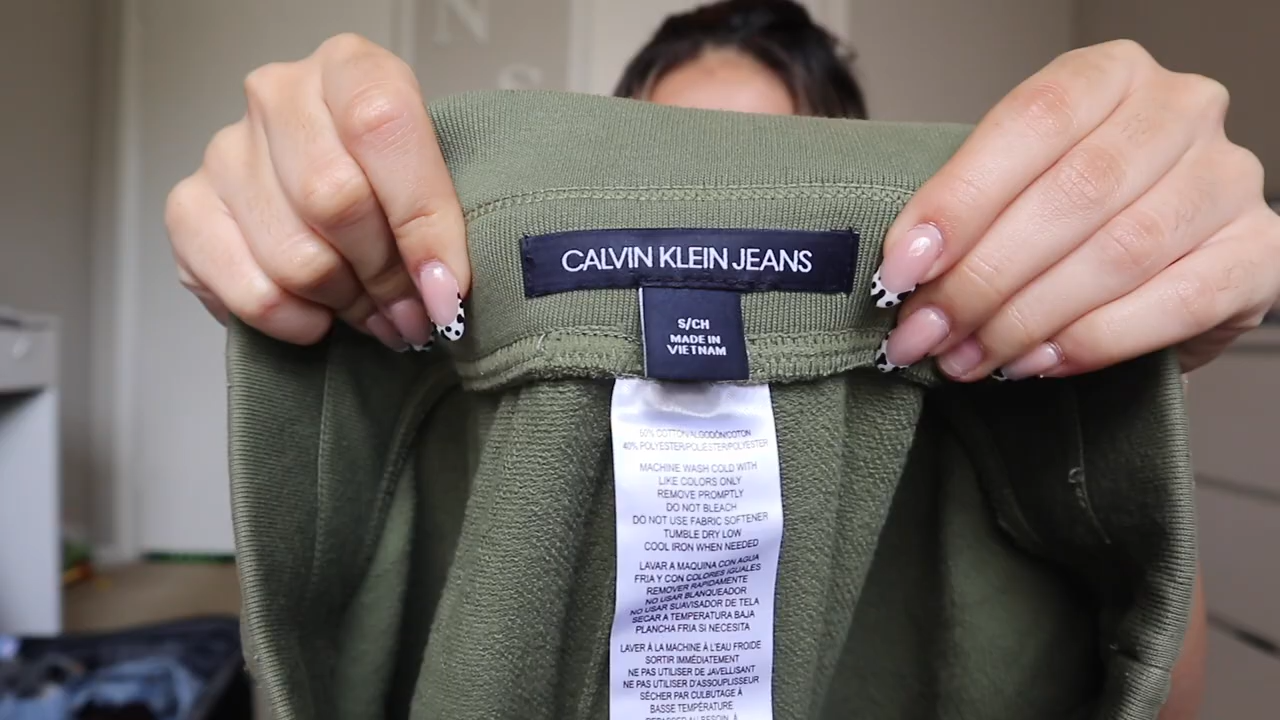 N
S
CALVIN KLEIN JEANS
S/CH
MADE IN
VIETNAM
60% COTTON/ALGODÓN/COTON
40% POLYESTER/POLIESTER/POLYESTER
MACHINE WASH COLD WITH
LIKE COLORS ONLY
REMOVE PROMPTLY
DO NOT BLEACH
DO NOT USE FABRIC SOFTENER
TUMBLE DRY LOW
COOL IRON WHEN NEEDED
LAVAR A MAQUINA CON AGUA
FRIA Y CON COLORES IGUALES
REMOVER RAPIDAMENTE
NO USAR BLANQUEADOR
NO USAR SUAVISADOR DE TELA
SECAR A TEMPERATURA BAJA
PLANCHA FRIA SI NECESITA
LAVER À LA MACHINE À L'EAU FROIDE
SORTIR IMMÉDIATEMENT
NE PAS UTILISER DE JAVELLISANT
NE PAS UTILISER D'ASSOUPLISSEUR
SÉCHER PAR CULBUTAGE À
BASSE TEMPÉRATURE
REPASSER AU BESOIN, À